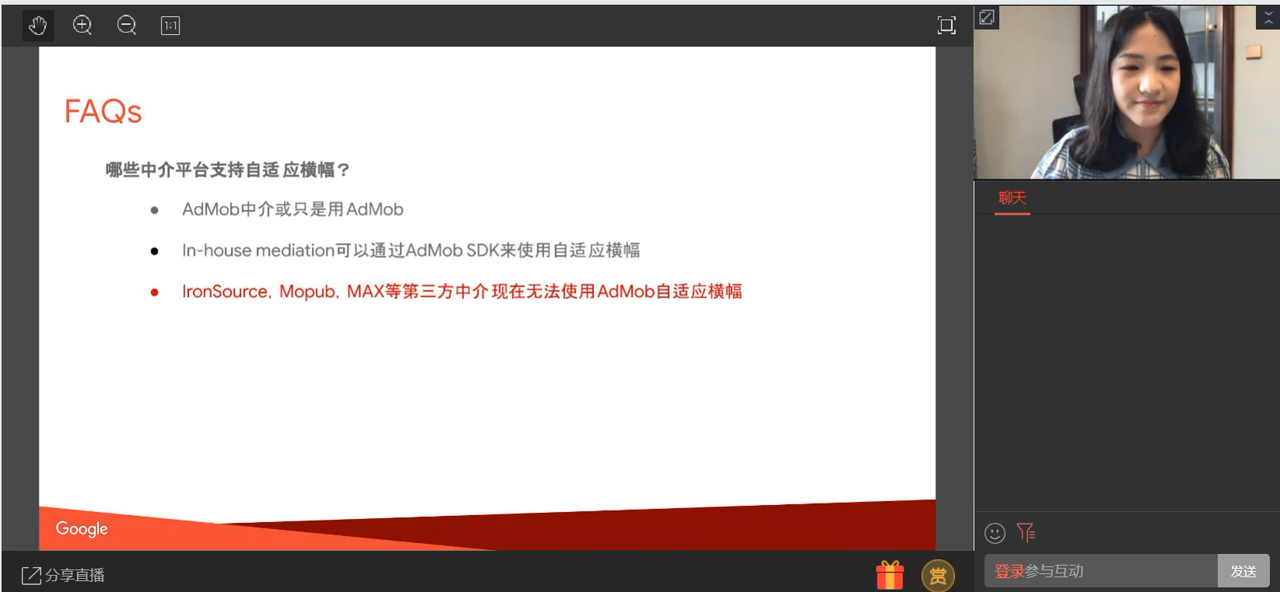 1:1
FAQs
哪些中介平台支持自适应横幅？
AdMob中介或只是用AdMob
In-house mediation可以通过AdMob SDK来使用自适应横幅
IronSource, Mopub, MAX等第三方中介现在无法使用AdMob自适应横幅
Google
分享直播
赏
聊天
登录参与互动
发送